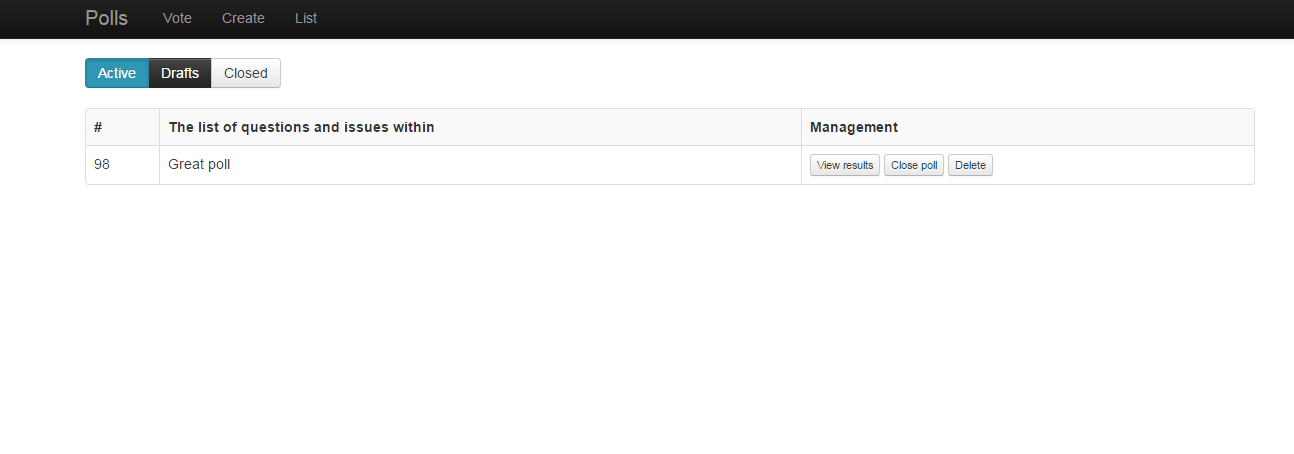 Polls Vote Create List
Active Drafts Closed
# The list of questions and issues within Management
98 Great poll View results Close poll Delete